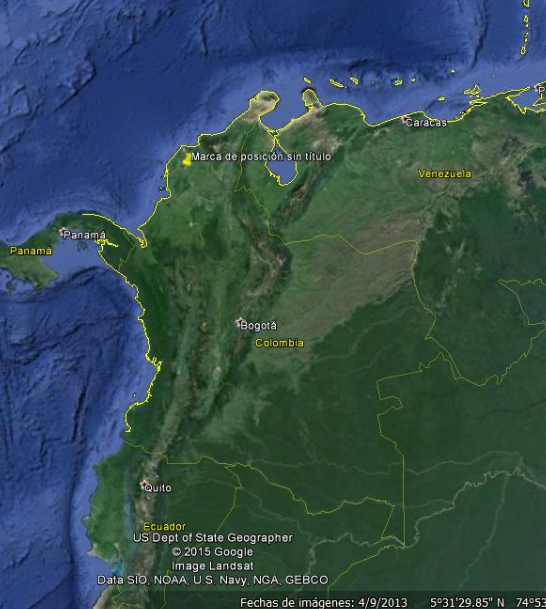 Caracas
Marca de posición sin título
Venezuela
Panamá
Panamá
Bogotá
Colombia
Quito
Ecuador
US Dept of State Geographer
© 2015 Google
Image Landsat
Data SIO, NOAA, U.S. Navy, NGA, GEBCO
Fechas de imágenes: 4/9/2013 5°31'29.85" N